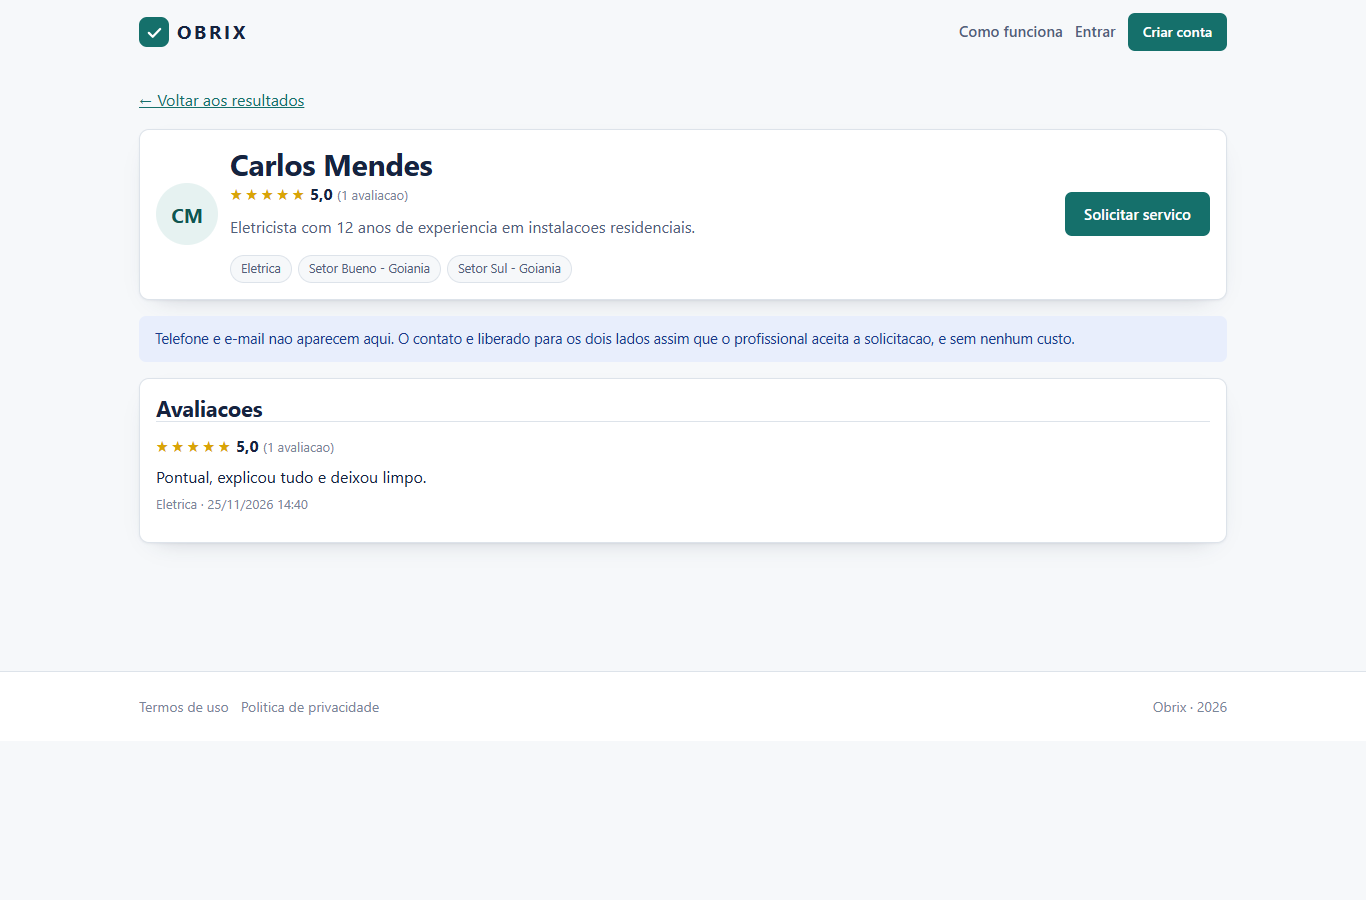 OBRIX
Como funciona Entrar Criar conta
← Voltar aos resultados
Carlos Mendes
★★★★★ 5,0 (1 avaliacao)
CM
Eletricista com 12 anos de experiencia em instalacoes residenciais.
Solicitar servico
Eletrica Setor Bueno - Goiania Setor Sul - Goiania
Telefone e e-mail nao aparecem aqui. O contato e liberado para os dois lados assim que o profissional aceita a solicitacao, e sem nenhum custo.
Avaliacoes
★★★★★ 5,0 (1 avaliacao)
Pontual, explicou tudo e deixou limpo.
Eletrica · 25/11/2026 14:40
Termos de uso Politica de privacidade
Obrix · 2026